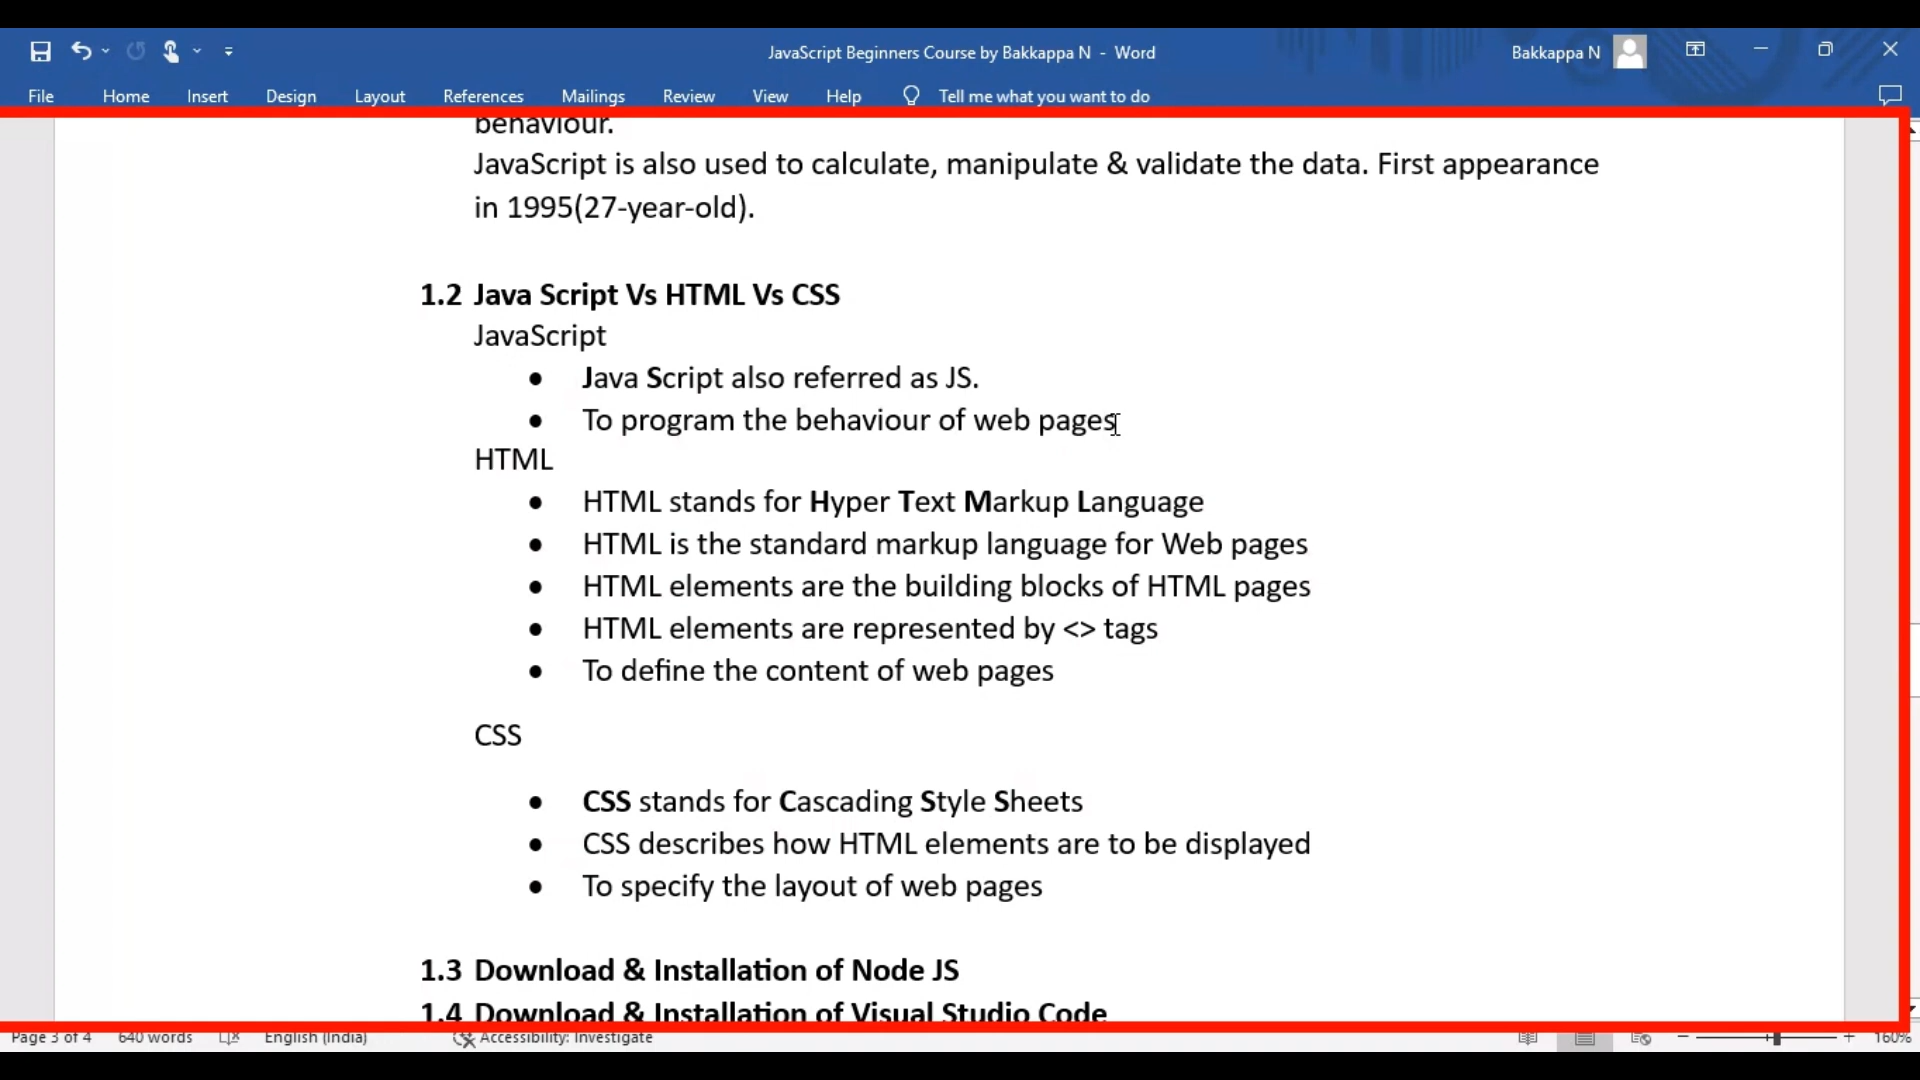 JavaScript Beginners Course by Bakkappa N - Word
Bakkappa N
File Home Insert Design Layout References Mailings Review View Help Tell me what you want to do
behaviour.
JavaScript is also used to calculate, manipulate & validate the data. First appearance
in 1995(27-year-old).
1.2 Java Script Vs HTML Vs CSS
JavaScript
● Java Script also referred as JS.
● To program the behaviour of web pages
HTML
● HTML stands for Hyper Text Markup Language
● HTML is the standard markup language for Web pages
● HTML elements are the building blocks of HTML pages
● HTML elements are represented by <> tags
● To define the content of web pages
CSS
● CSS stands for Cascading Style Sheets
● CSS describes how HTML elements are to be displayed
● To specify the layout of web pages
1.3 Download & Installation of Node JS
1.4 Download & Installation of Visual Studio Code
Page 3 of 4 640 words English (India) Accessibility: Investigate 160%